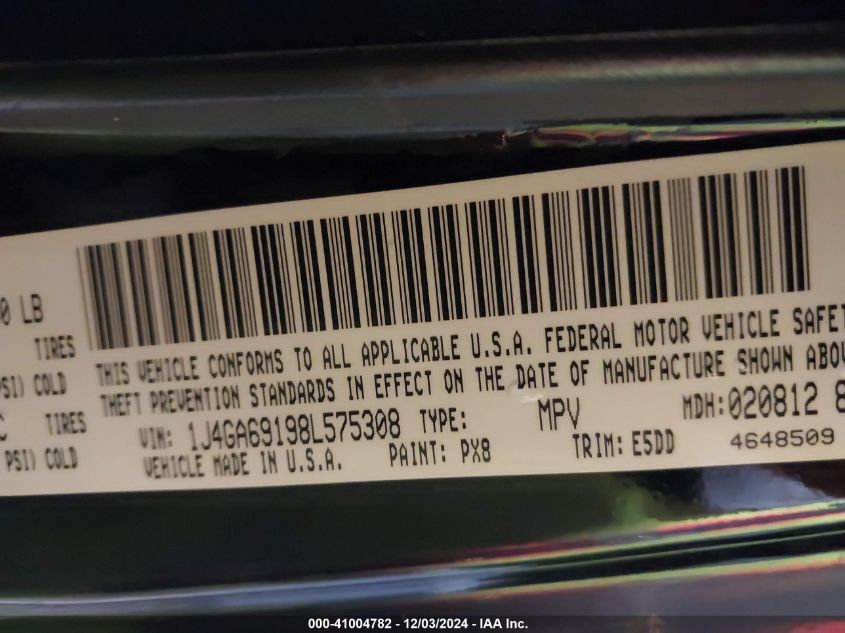 0 LB
TIRES
PSI) COLD
C TIRES
PSI) COLD
THIS VEHICLE CONFORMS TO ALL APPLICABLE U.S.A. FEDERAL MOTOR VEHICLE SAFET
THEFT PREVENTION STANDARDS IN EFFECT ON THE DATE OF MANUFACTURE SHOWN ABOV
VIN: 1J4GA69198L575308 TYPE: MPV MDH:020812 8
VEHICLE MADE IN U.S.A. PAINT: PX8 TRIM: E5DD 4648509
000-41004782 - 12/03/2024 - IAA Inc.